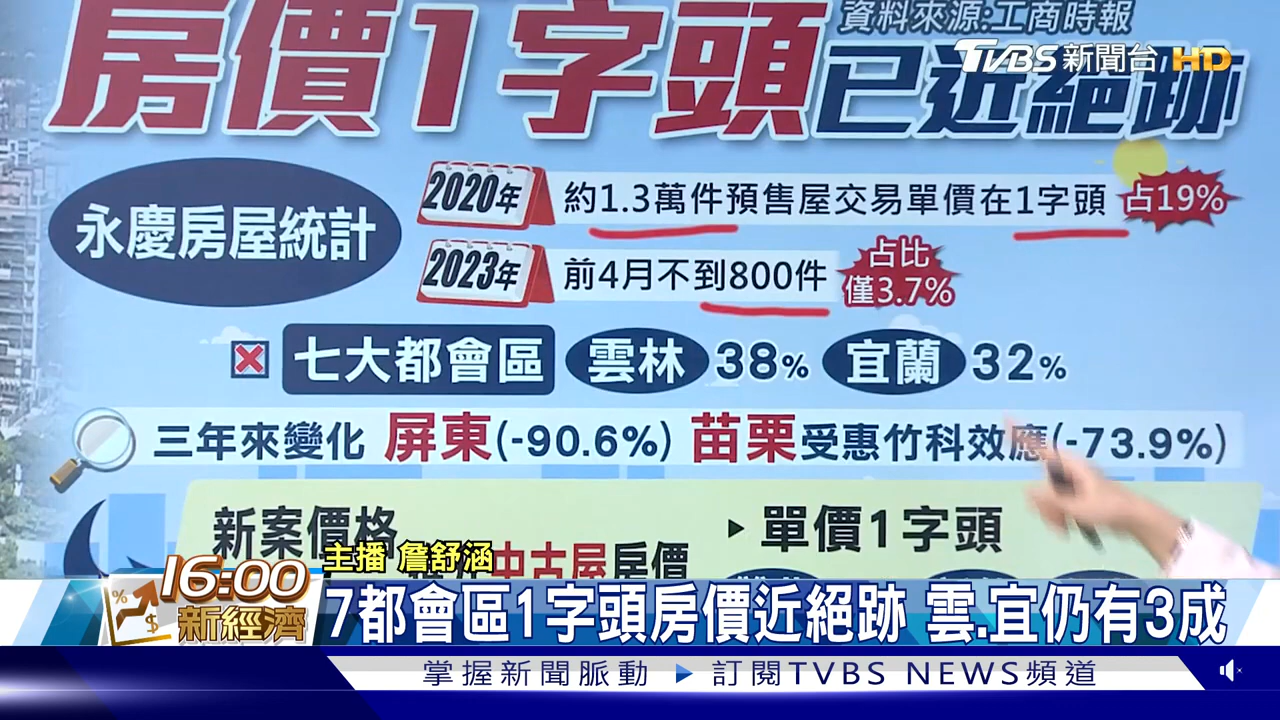 資料來源:工商時報
TVBS新聞台 HD
房價1字頭已近絕跡
永慶房屋統計
2020年 約1.3萬件預售屋交易單價在1字頭 占19%
2023年 前4月不到800件 占比僅3.7%
七大都會區 雲林 38% 宜蘭 32%
三年來變化 屏東(-90.6%) 苗栗受惠竹科效應(-73.9%)
新案價格
中古屋房價
▸單價1字頭
16:00
新經濟
主播 詹舒涵
7都會區1字頭房價近絕跡 雲.宜仍有3成
掌握新聞脈動 ▶ 訂閱TVBS NEWS頻道